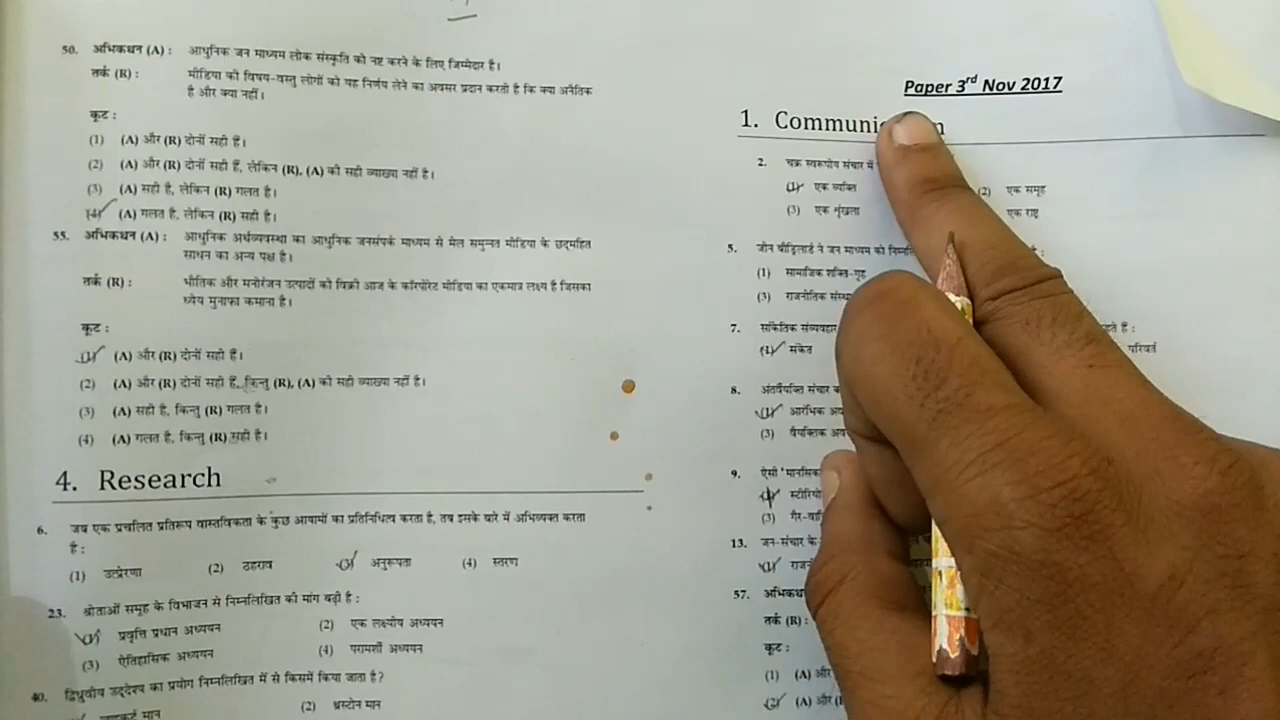 50. अभिकथन (A) : आधुनिक जन माध्यम लोक संस्कृति को नष्ट करने के लिए जिम्मेदार है।
तर्क (R) : मीडिया की विषय-वस्तु लोगों को यह निर्णय लेने का अवसर प्रदान करती है कि क्या अनैतिक
है और क्या नहीं।
कूट :
(1) (A) और (R) दोनों सही हैं।
(2) (A) और (R) दोनों सही हैं, लेकिन (R), (A) की सही व्याख्या नहीं है।
(3) (A) सही है, लेकिन (R) गलत है।
(4) (A) गलत है, लेकिन (R) सही है।
55. अभिकथन (A) : आधुनिक अर्थव्यवस्था का आधुनिक जनसंपर्क माध्यम से मेल समुन्नत मीडिया के छद्महित
साधन का अन्य पक्ष है।
तर्क (R) : भौतिक और मनोरंजन उत्पादों की विक्री आज के कॉरपोरेट मीडिया का एकमात्र लक्ष्य है जिसका
ध्येय मुनाफा कमाना है।
कूट :
(1) (A) और (R) दोनों सही हैं।
(2) (A) और (R) दोनों सही हैं, किन्तु (R), (A) की सही व्याख्या नहीं है।
(3) (A) सही है, किन्तु (R) गलत है।
(4) (A) गलत है, किन्तु (R) सही है।
4. Research
6. जब एक प्रचलित प्रतिरूप वास्तविकता के कुछ आयामों का प्रतिनिधित्व करता है, तब इसके बारे में अभिव्यक्त करता
है :
(1) उत्प्रेरणा (2) ठहराव (3) अनुरूपता (4) स्तरण
23. श्रोताओं समूह के विभाजन से निम्नलिखित की मांग बढ़ी है :
(1) प्रवृत्ति प्रधान अध्ययन (2) एक लक्ष्यीय अध्ययन
(3) ऐतिहासिक अध्ययन (4) परामर्शी अध्ययन
40. द्विध्रुवीय उद्देश्य का प्रयोग निम्नलिखित में से किसमें किया जाता है?
(2) थ्रस्टोन मान
Paper 3rd Nov 2017
1. Communic
2. चक्र स्वरूपीय संचार में
(1) एक व्यक्ति (2) एक समूह
(3) एक शृंखला एक राष्ट्र
5. जीन बौड्रिलार्ड ने जन माध्यम को :
(1) सामाजिक शक्ति-गृह
(3) राजनीतिक संस्था
7. सांकेतिक संव्यवहार हैं :
(1) संकेत परिवर्त
8. अंतर्वैयक्ति संचार
(1) आरंभिक
(3) वैयक्तिक
9. ऐसी 'मानसिक
स्टीरियो
(3)
13. जन-संचार के
(1)
57. अभिकथ
तर्क (R) :
कूट :
(1) (A) और
(2) (A) और